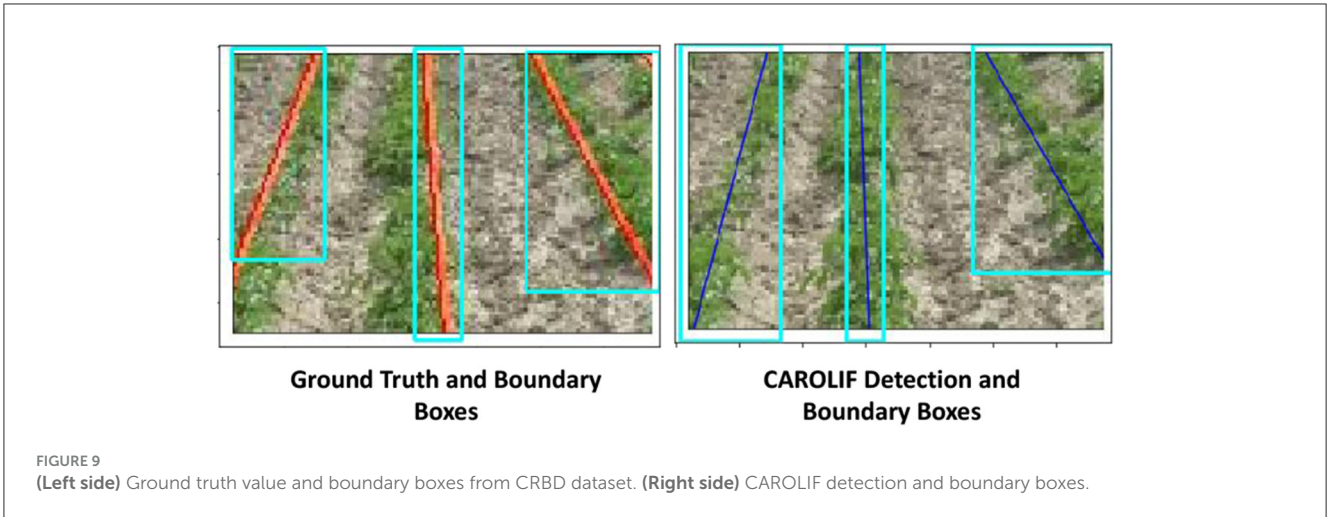 Ground Truth and Boundary
Boxes
CAROLIF Detection and
Boundary Boxes
FIGURE 9
(Left side) Ground truth value and boundary boxes from CRBD dataset. (Right side) CAROLIF detection and boundary boxes.